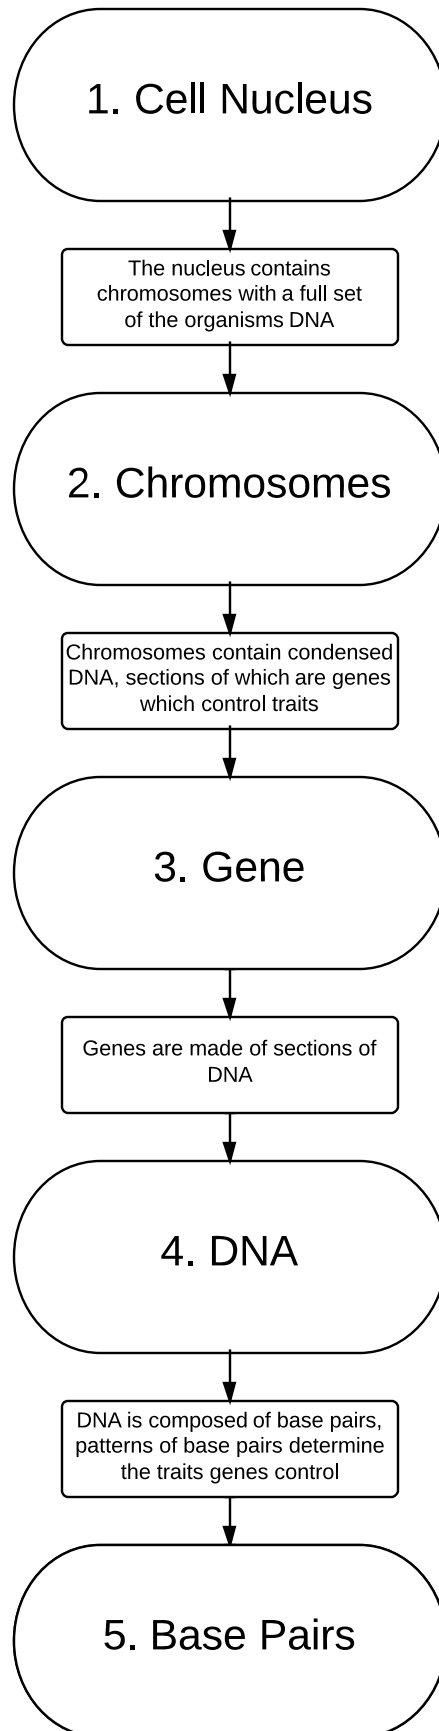 1. Cell Nucleus
The nucleus contains
chromosomes with a full set
of the organisms DNA
2. Chromosomes
Chromosomes contain condensed
DNA, sections of which are genes
which control traits
3. Gene
Genes are made of sections of
DNA
4. DNA
DNA is composed of base pairs,
patterns of base pairs determine
the traits genes control
5. Base Pairs